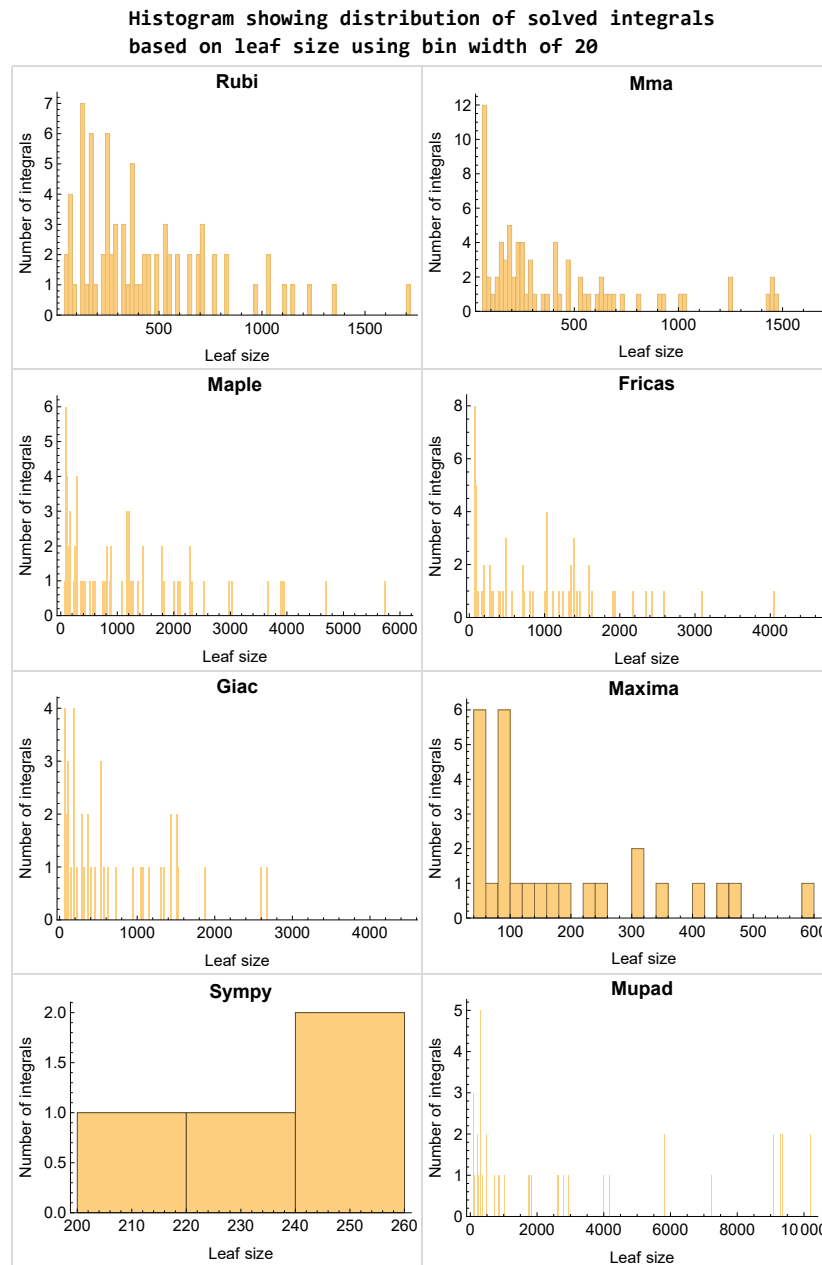 Histogram showing distribution of solved integrals
based on leaf size using bin width of 20
Rubi
Number of integrals
7
6
5
4
3
2
1
0
500 1000 1500
Leaf size
Mma
Number of integrals
12
10
8
6
4
2
0
500 1000 1500
Leaf size
Maple
Number of integrals
6
5
4
3
2
1
0
0 1000 2000 3000 4000 5000 6000
Leaf size
Fricas
Number of integrals
8
6
4
2
0
0 1000 2000 3000 4000
Leaf size
Giac
Number of integrals
4
3
2
1
0
0 1000 2000 3000 4000
Leaf size
Maxima
Number of integrals
6
5
4
3
2
1
0
100 200 300 400 500 600
Leaf size
Sympy
Number of integrals
2.0
1.5
1.0
0.5
0.0
200 210 220 230 240 250 260
Leaf size
Mupad
Number of integrals
5
4
3
2
1
0
0 2000 4000 6000 8000 10000
Leaf size